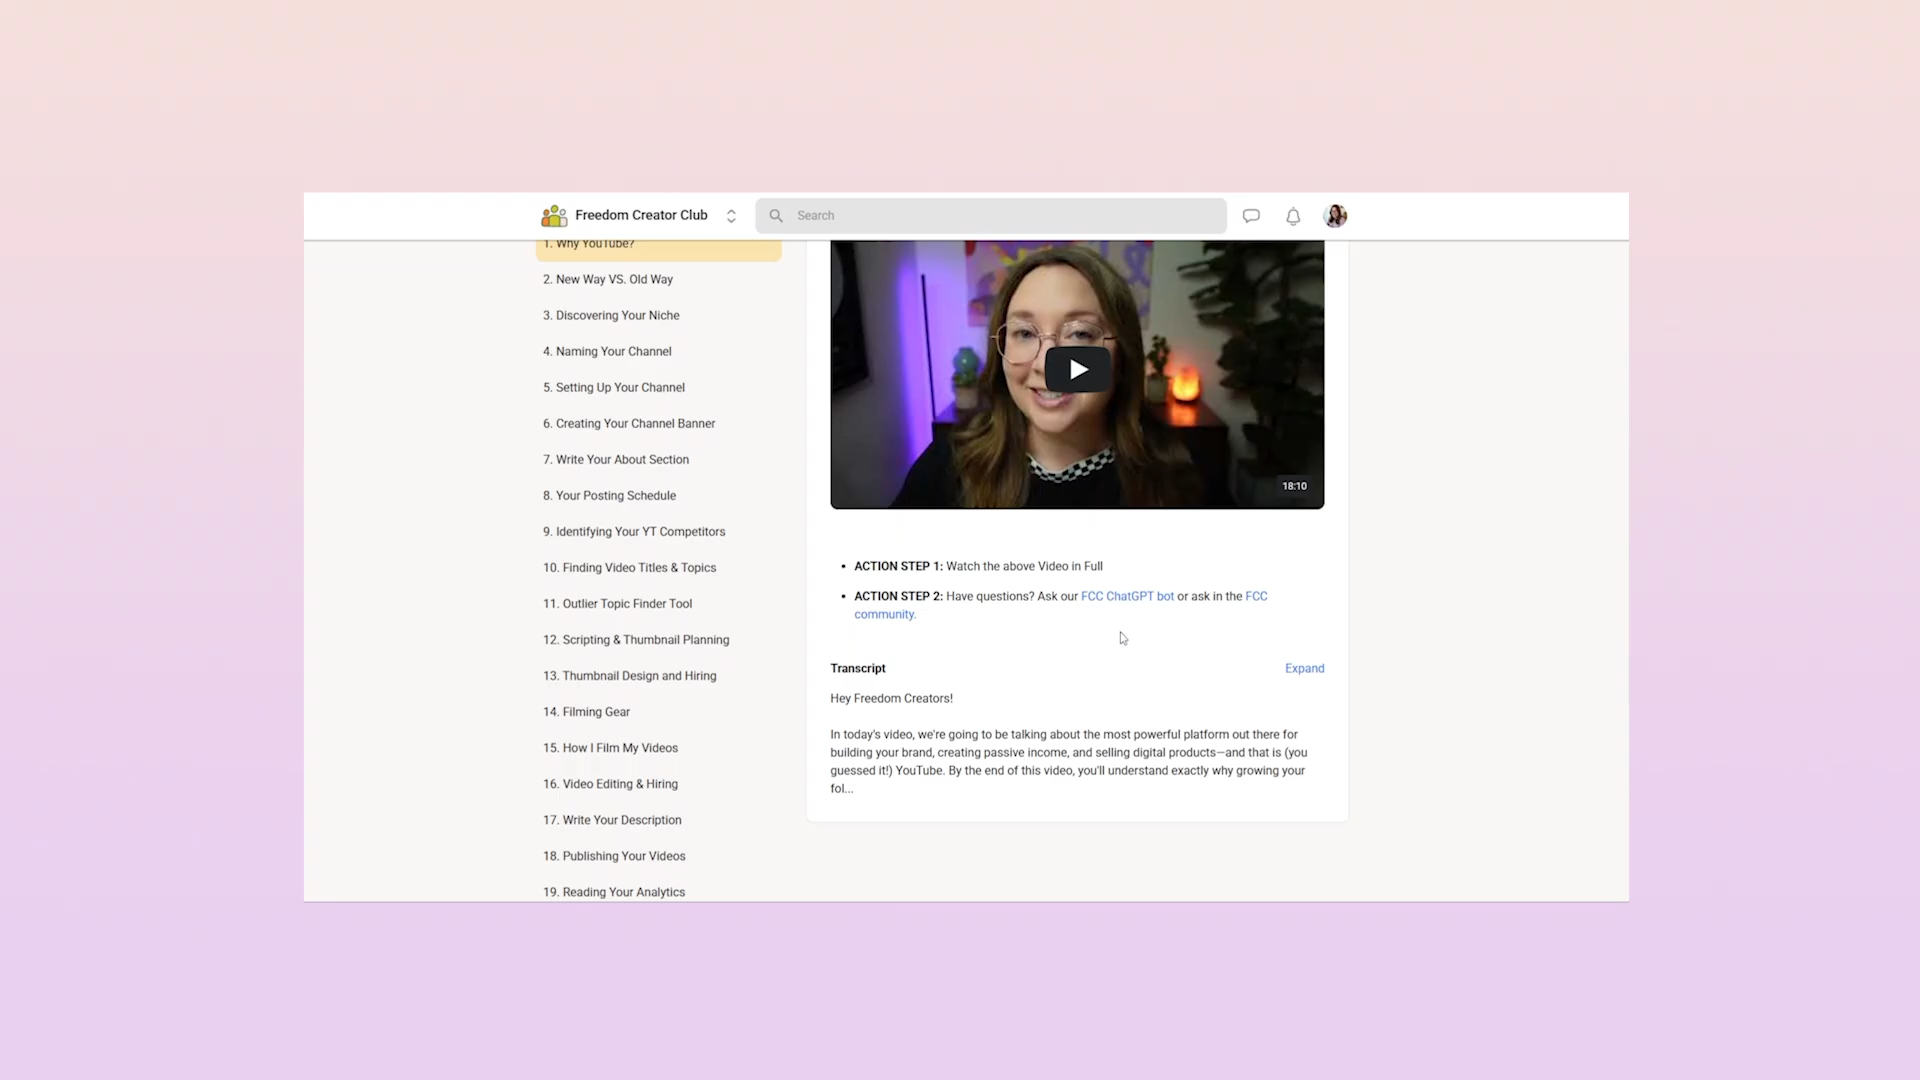 Freedom Creator Club
Search
1. Why YouTube?
2. New Way VS. Old Way
3. Discovering Your Niche
4. Naming Your Channel
5. Setting Up Your Channel
6. Creating Your Channel Banner
7. Write Your About Section
8. Your Posting Schedule
9. Identifying Your YT Competitors
10. Finding Video Titles & Topics
11. Outlier Topic Finder Tool
12. Scripting & Thumbnail Planning
13. Thumbnail Design and Hiring
14. Filming Gear
15. How I Film My Videos
16. Video Editing & Hiring
17. Write Your Description
18. Publishing Your Videos
19. Reading Your Analytics
18:10
• ACTION STEP 1: Watch the above Video in Full
• ACTION STEP 2: Have questions? Ask our FCC ChatGPT bot or ask in the FCC
community.
Transcript
Expand
Hey Freedom Creators!
In today's video, we're going to be talking about the most powerful platform out there for
building your brand, creating passive income, and selling digital products—and that is (you
guessed it!) YouTube. By the end of this video, you'll understand exactly why growing your
fol...